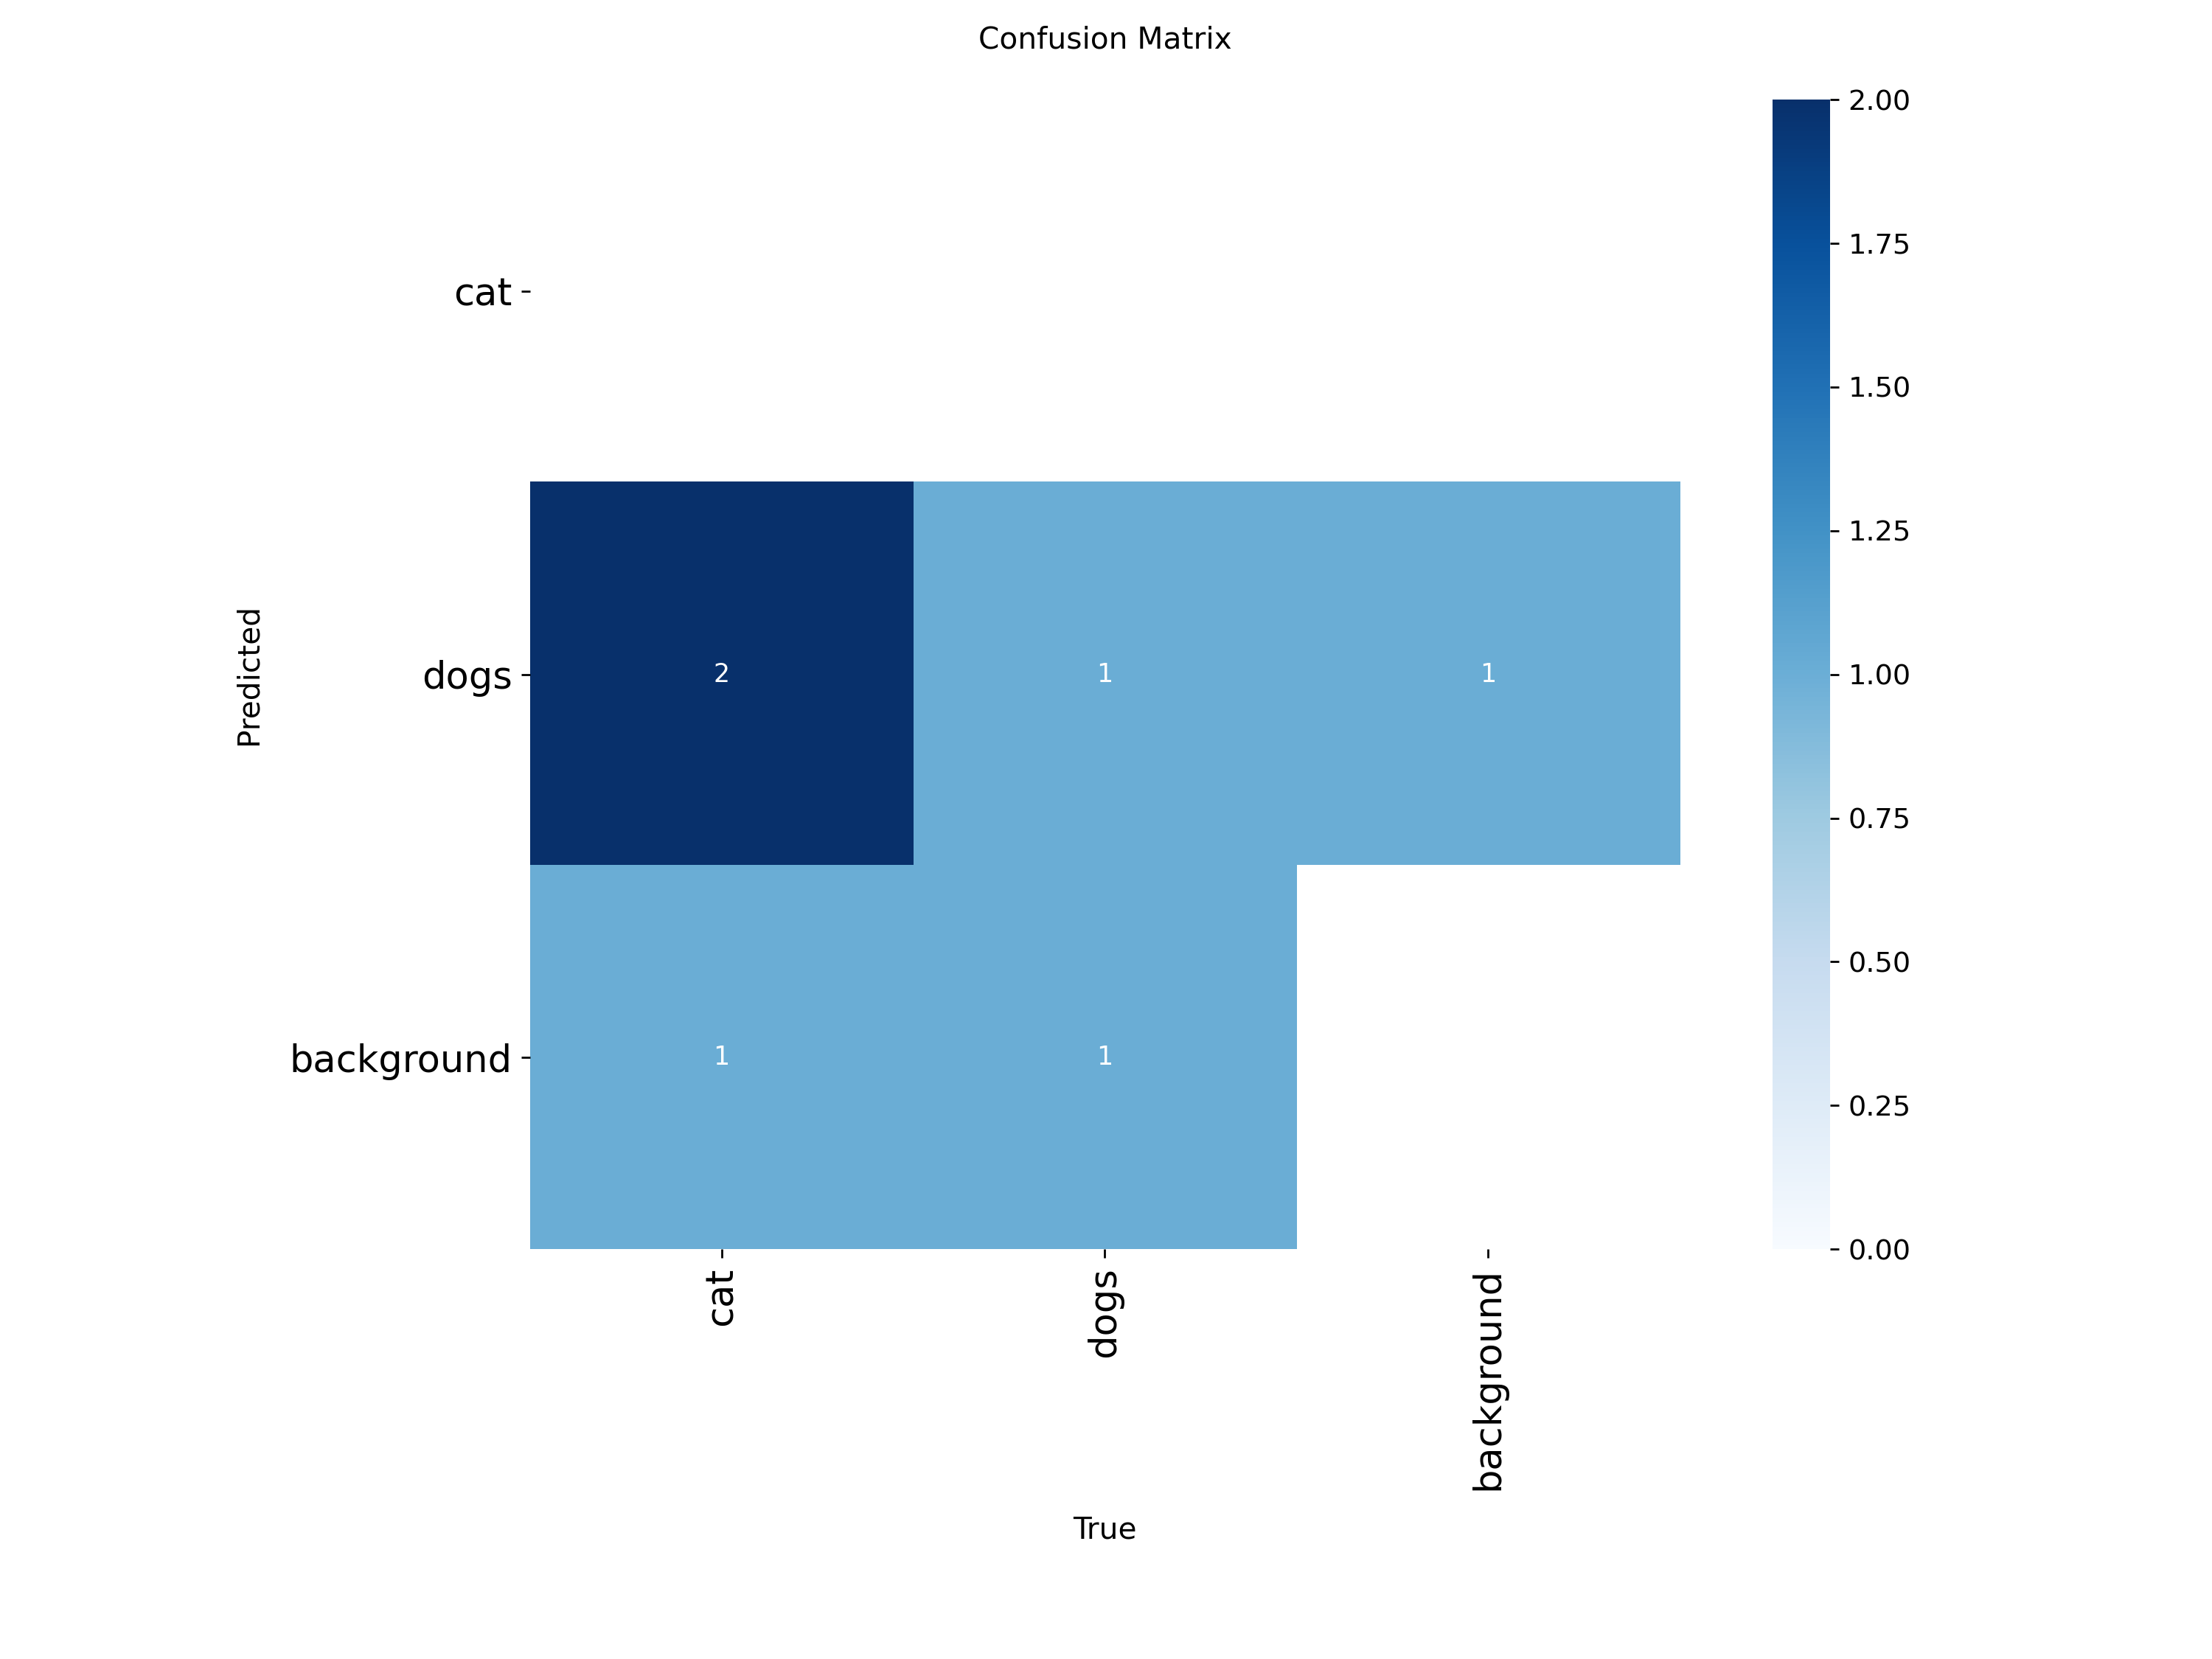 Confusion Matrix
2.00
1.75
1.50
1.25
1.00
0.75
0.50
0.25
0.00
Predicted
cat
dogs
background
2 1 1
1 1
cat
dogs
background
True